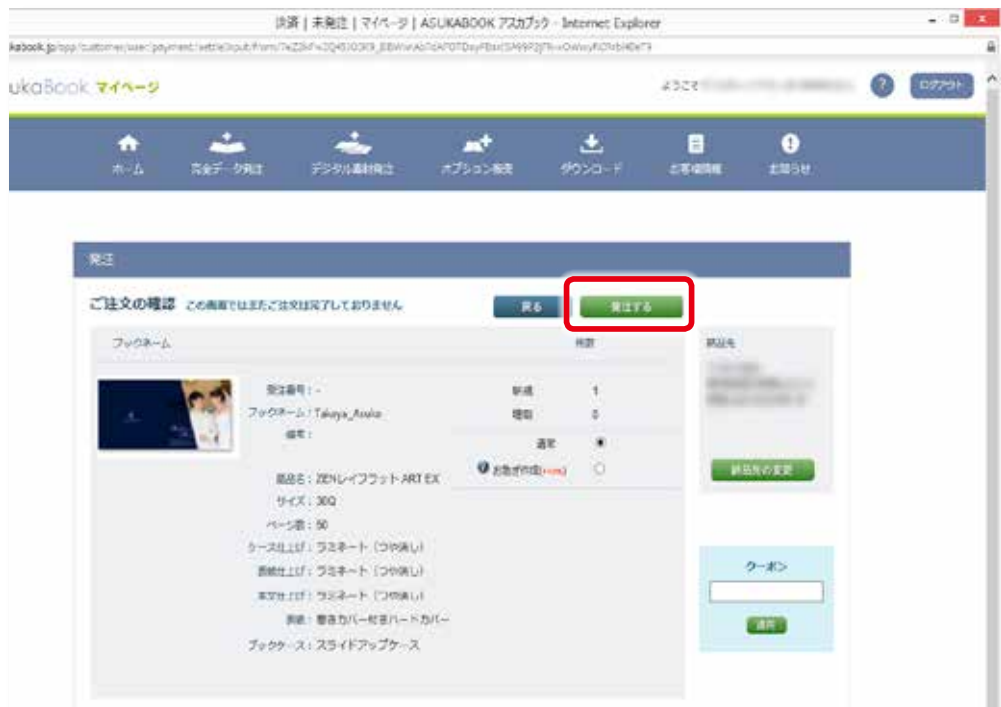 決済 | 未発注 | マイページ | ASUKABOOK アスカブック - Internet Explorer
マイページ
ようこそ
?
ログアウト
ホーム
完全データ発注
デジタル素材発注
オプション検索
ダウンロード
お客様情報
お知らせ
発注
ご注文の確認 この画面ではまだご注文は完了しておりません
戻る
発注する
ブックネーム
冊数
納品先
受注番号 : -
新規 1
ブックネーム : Takuya_Asuka
増刷 0
備考 :
通常
お急ぎ作成
商品名 : ZENレイフラット ART EX
納品先の変更
サイズ : 30Q
ページ数 : 50
ケース仕上げ : ラミネート (つや消し)
クーポン
表紙仕上げ : ラミネート (つや消し)
本文仕上げ : ラミネート (つや消し)
表紙 : 巻きカバー付きハードカバー
適用
ブックケース : スライドアップケース